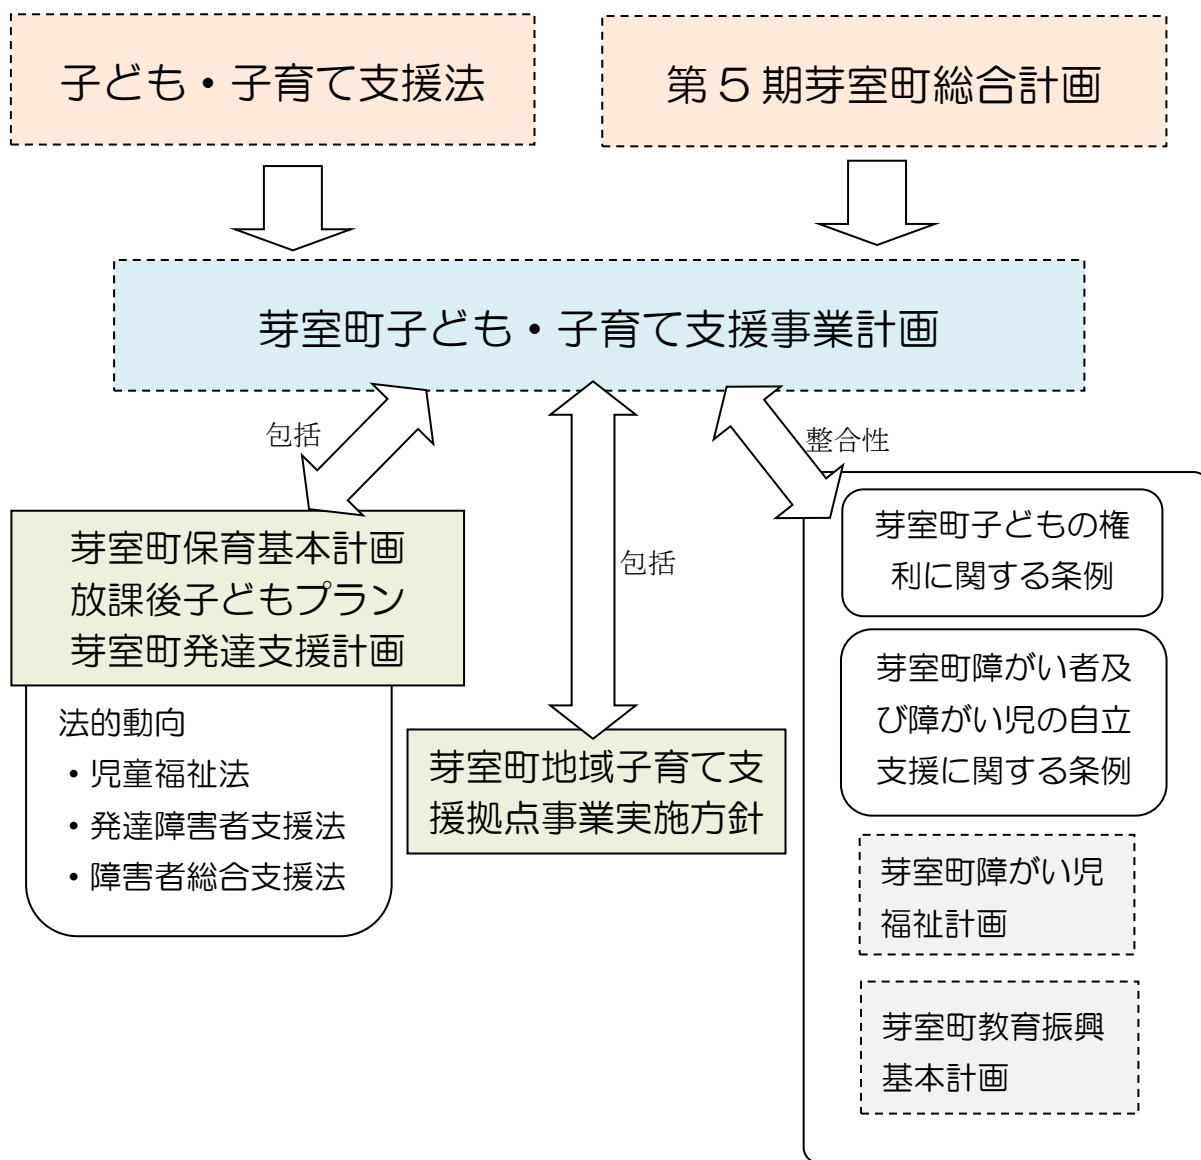 子ども・子育て支援法
第５期芽室町総合計画
芽室町子ども・子育て支援事業計画
包括
整合性
包括
芽室町保育基本計画
放課後子どもプラン
芽室町発達支援計画
法的動向
・児童福祉法
・発達障害者支援法
・障害者総合支援法
芽室町地域子育て支
援拠点事業実施方針
芽室町子どもの権
利に関する条例
芽室町障がい者及
び障がい児の自立
支援に関する条例
芽室町障がい児
福祉計画
芽室町教育振興
基本計画